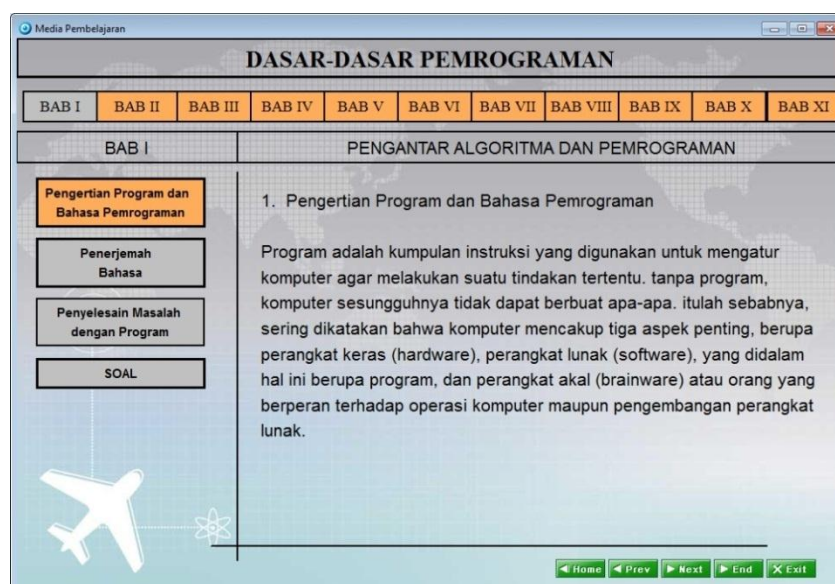 Media Pembelajaran
DASAR-DASAR PEMROGRAMAN
BAB I BAB II BAB III BAB IV BAB V BAB VI BAB VII BAB VIII BAB IX BAB X BAB XI
BAB I
PENGANTAR ALGORITMA DAN PEMROGRAMAN
Pengertian Program dan
Bahasa Pemrograman
Penerjemah
Bahasa
Penyelesain Masalah
dengan Program
SOAL
1. Pengertian Program dan Bahasa Pemrograman
Program adalah kumpulan instruksi yang digunakan untuk mengatur
komputer agar melakukan suatu tindakan tertentu. tanpa program,
komputer sesungguhnya tidak dapat berbuat apa-apa. itulah sebabnya,
sering dikatakan bahwa komputer mencakup tiga aspek penting, berupa
perangkat keras (hardware), perangkat lunak (software), yang didalam
hal ini berupa program, dan perangkat akal (brainware) atau orang yang
berperan terhadap operasi komputer maupun pengembangan perangkat
lunak.
Home Prev Next End Exit